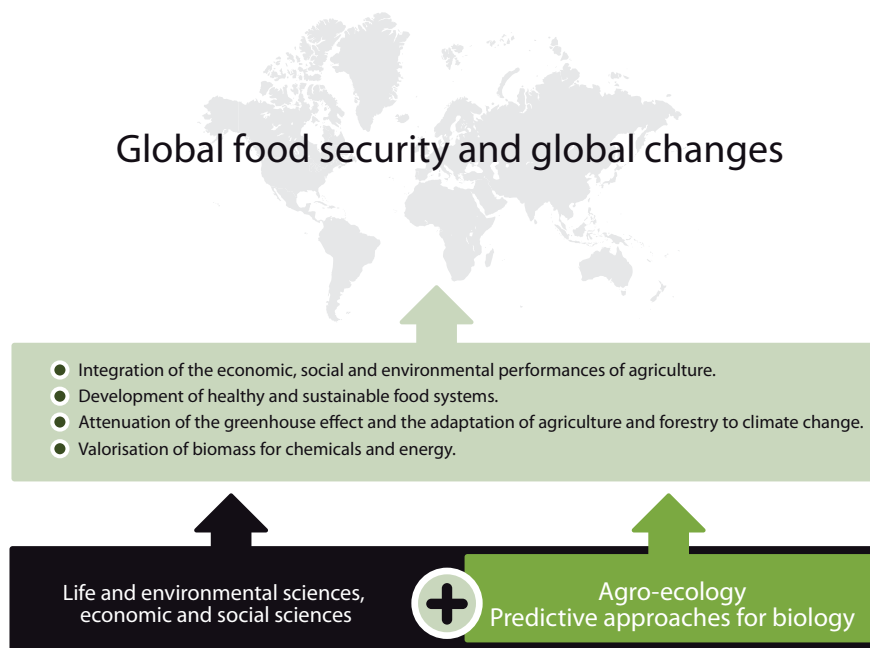 Global food security and global changes
Integration of the economic, social and environmental performances of agriculture.
Development of healthy and sustainable food systems.
Attenuation of the greenhouse effect and the adaptation of agriculture and forestry to climate change.
Valorisation of biomass for chemicals and energy.
Life and environmental sciences,
economic and social sciences
Agro-ecology
Predictive approaches for biology